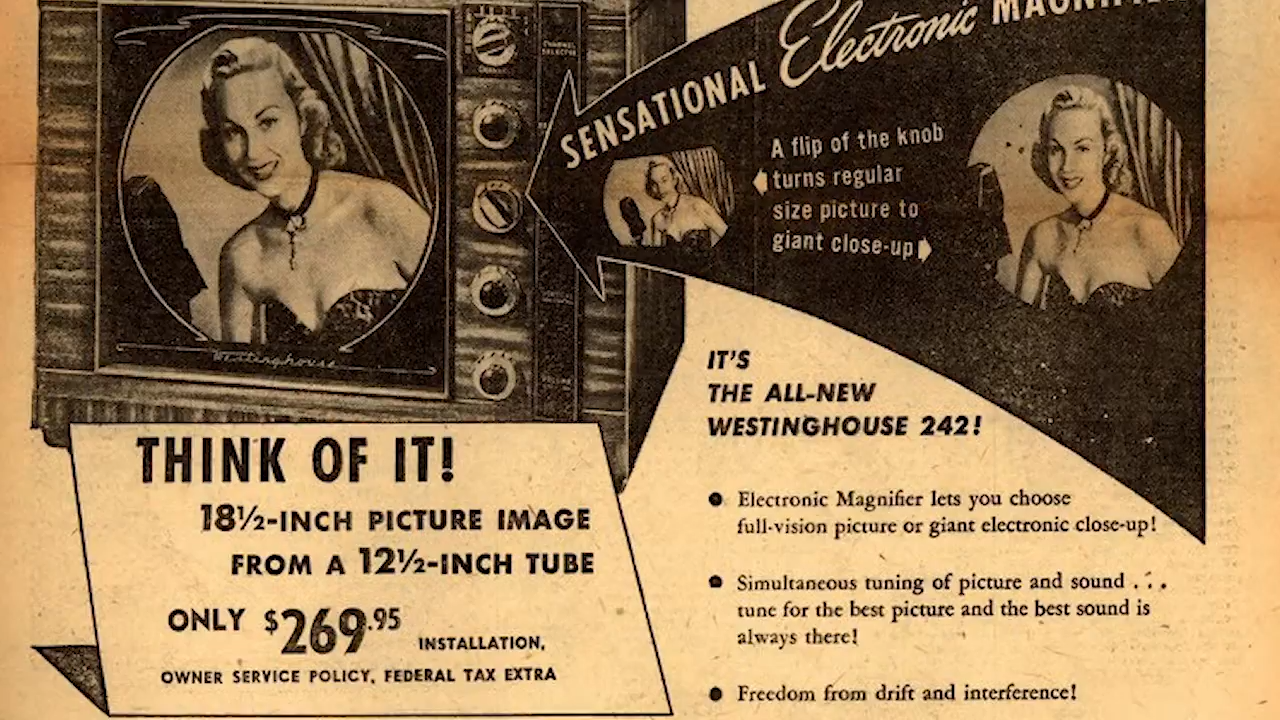 SENSATIONAL Electronic MAGNIFIER
CHANNEL
SELECTOR
A flip of the knob
turns regular
size picture to
giant close-up
Westinghouse
IT'S
THE ALL-NEW
WESTINGHOUSE 242!
THINK OF IT!
18½-INCH PICTURE IMAGE
FROM A 12½-INCH TUBE
ONLY $269.95 INSTALLATION,
OWNER SERVICE POLICY, FEDERAL TAX EXTRA
● Electronic Magnifier lets you choose
full-vision picture or giant electronic close-up!
● Simultaneous tuning of picture and sound . . .
tune for the best picture and the best sound is
always there!
● Freedom from drift and interference!